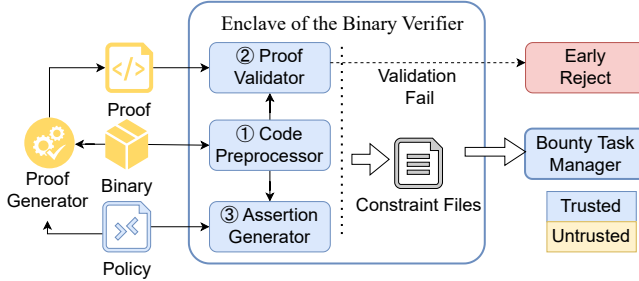 Enclave of the Binary Verifier
② Proof
Validator
Early
Reject
Proof
Validation
Fail
① Code
Preprocessor
Bounty Task
Manager
Proof
Generator
Binary
Constraint Files
③ Assertion
Generator
Trusted
Untrusted
Policy